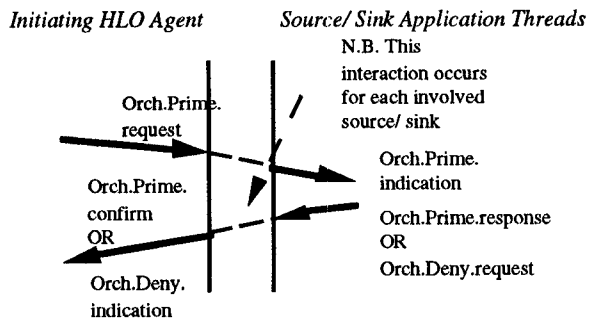 Initiating HLO Agent
Source/ Sink Application Threads
N.B. This
interaction occurs
for each involved
source/ sink
Orch.Prime.
request
Orch.Prime.
indication
Orch.Prime.
confirm
OR
Orch.Deny.
indication
Orch.Prime.response
OR
Orch.Deny.request